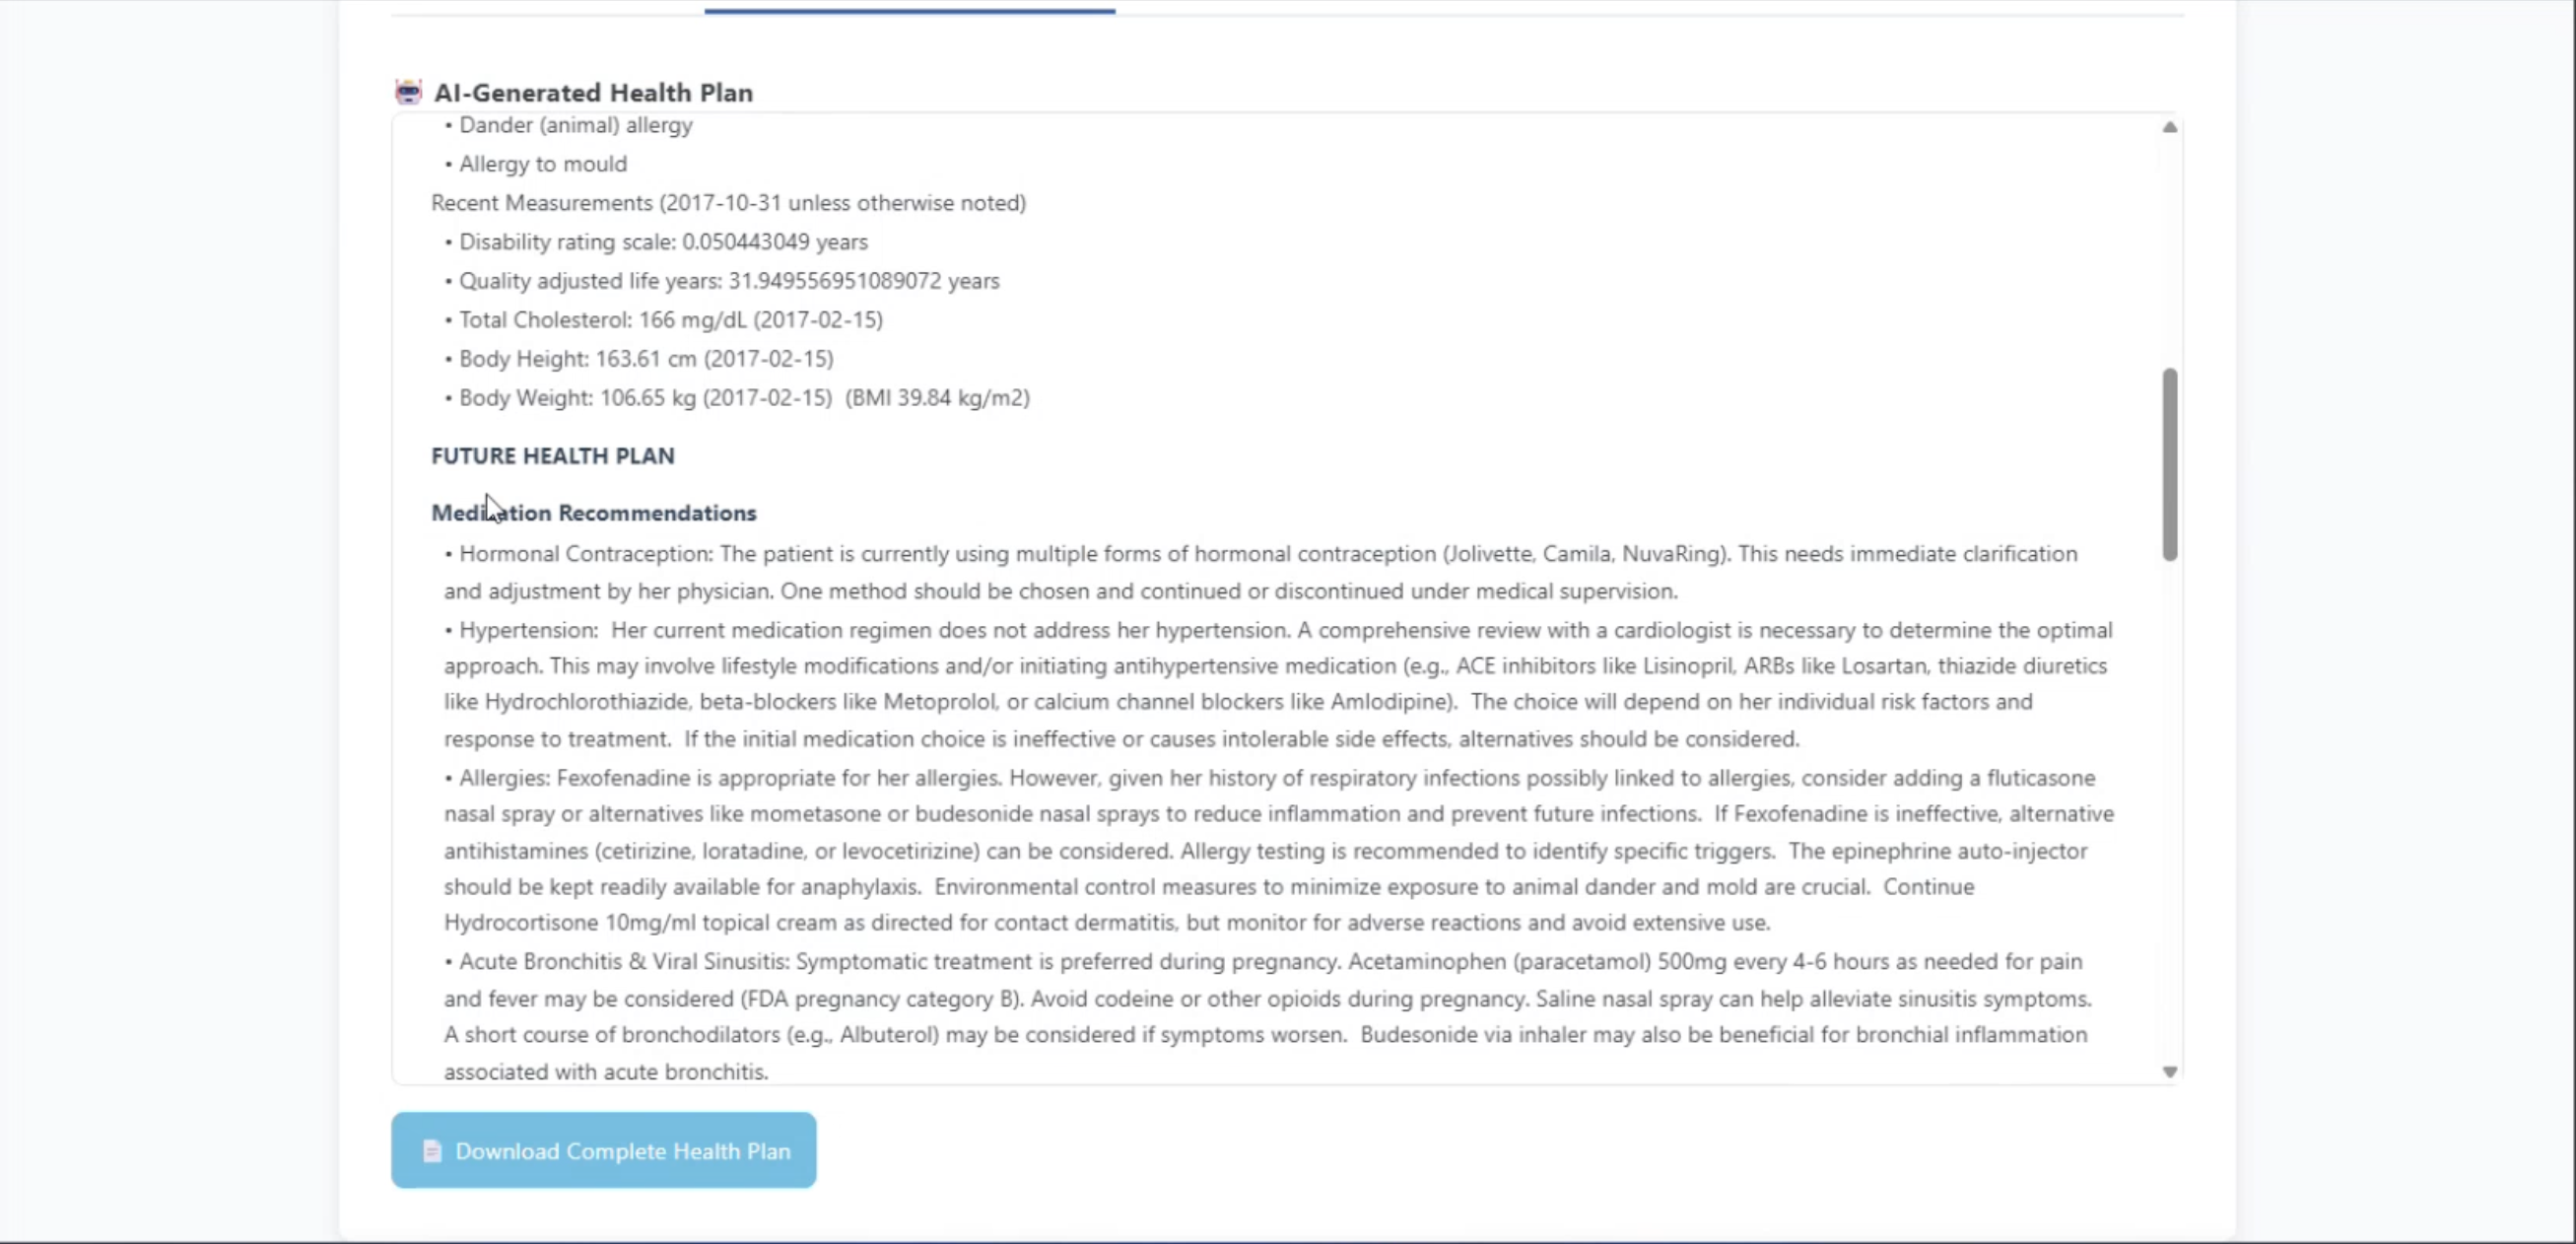 AI-Generated Health Plan
• Dander (animal) allergy
• Allergy to mould
Recent Measurements (2017-10-31 unless otherwise noted)
• Disability rating scale: 0.050443049 years
• Quality adjusted life years: 31.949556951089072 years
• Total Cholesterol: 166 mg/dL (2017-02-15)
• Body Height: 163.61 cm (2017-02-15)
• Body Weight: 106.65 kg (2017-02-15)  (BMI 39.84 kg/m2)
FUTURE HEALTH PLAN
Medication Recommendations
• Hormonal Contraception: The patient is currently using multiple forms of hormonal contraception (Jolivette, Camila, NuvaRing). This needs immediate clarification
and adjustment by her physician. One method should be chosen and continued or discontinued under medical supervision.
• Hypertension:  Her current medication regimen does not address her hypertension. A comprehensive review with a cardiologist is necessary to determine the optimal
approach. This may involve lifestyle modifications and/or initiating antihypertensive medication (e.g., ACE inhibitors like Lisinopril, ARBs like Losartan, thiazide diuretics
like Hydrochlorothiazide, beta-blockers like Metoprolol, or calcium channel blockers like Amlodipine).  The choice will depend on her individual risk factors and
response to treatment.  If the initial medication choice is ineffective or causes intolerable side effects, alternatives should be considered.
• Allergies: Fexofenadine is appropriate for her allergies. However, given her history of respiratory infections possibly linked to allergies, consider adding a fluticasone
nasal spray or alternatives like mometasone or budesonide nasal sprays to reduce inflammation and prevent future infections.  If Fexofenadine is ineffective, alternative
antihistamines (cetirizine, loratadine, or levocetirizine) can be considered. Allergy testing is recommended to identify specific triggers.  The epinephrine auto-injector
should be kept readily available for anaphylaxis.  Environmental control measures to minimize exposure to animal dander and mold are crucial.  Continue
Hydrocortisone 10mg/ml topical cream as directed for contact dermatitis, but monitor for adverse reactions and avoid extensive use.
• Acute Bronchitis & Viral Sinusitis: Symptomatic treatment is preferred during pregnancy. Acetaminophen (paracetamol) 500mg every 4-6 hours as needed for pain
and fever may be considered (FDA pregnancy category B). Avoid codeine or other opioids during pregnancy. Saline nasal spray can help alleviate sinusitis symptoms.
A short course of bronchodilators (e.g., Albuterol) may be considered if symptoms worsen.  Budesonide via inhaler may also be beneficial for bronchial inflammation
associated with acute bronchitis.
Download Complete Health Plan